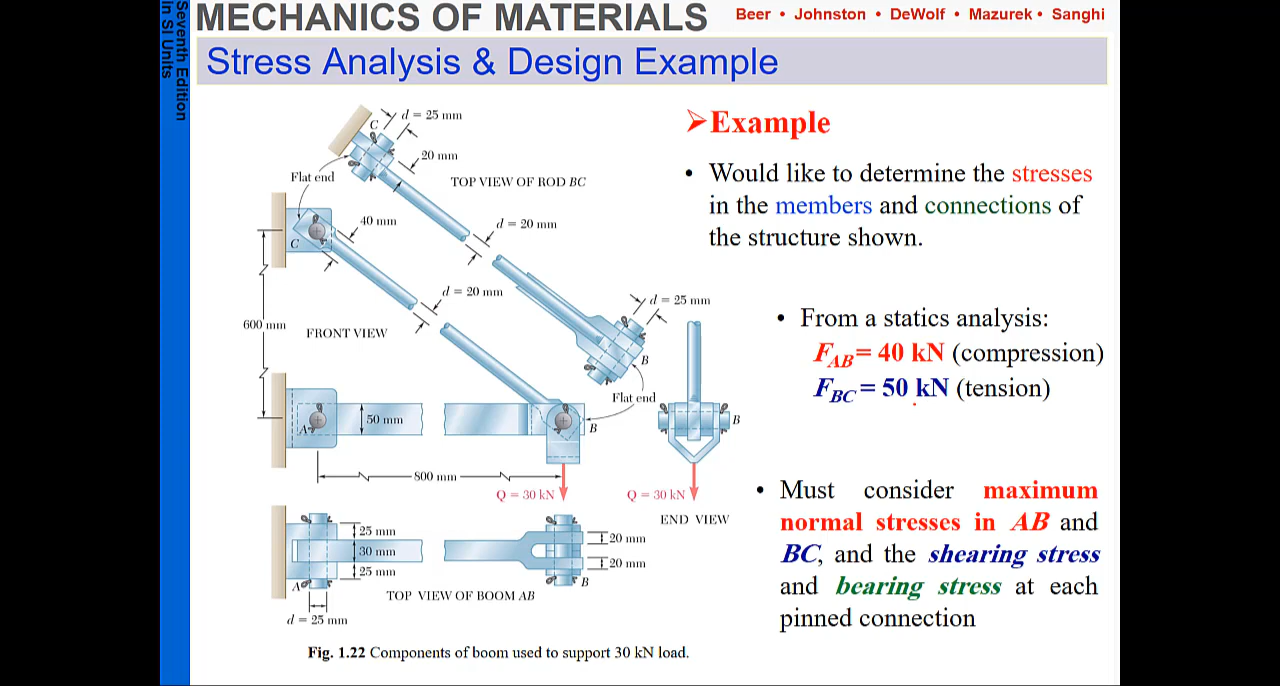 Seventh Edition
in SI Units
MECHANICS OF MATERIALS
Beer • Johnston • DeWolf • Mazurek • Sanghi
Stress Analysis & Design Example
C
d = 25 mm
20 mm
Flat end
TOP VIEW OF ROD BC
40 mm
d = 20 mm
C
d = 20 mm
d = 25 mm
600 mm
FRONT VIEW
B
Flat end
A
50 mm
B
B
800 mm
Q = 30 kN
Q = 30 kN
END VIEW
25 mm
30 mm
25 mm
20 mm
20 mm
A
B
TOP VIEW OF BOOM AB
d = 25 mm
Fig. 1.22 Components of boom used to support 30 kN load.
➢Example
• Would like to determine the stresses
in the members and connections of
the structure shown.
• From a statics analysis:
FAB = 40 kN (compression)
FBC = 50 kN (tension)
• Must consider maximum
normal stresses in AB and
BC, and the shearing stress
and bearing stress at each
pinned connection